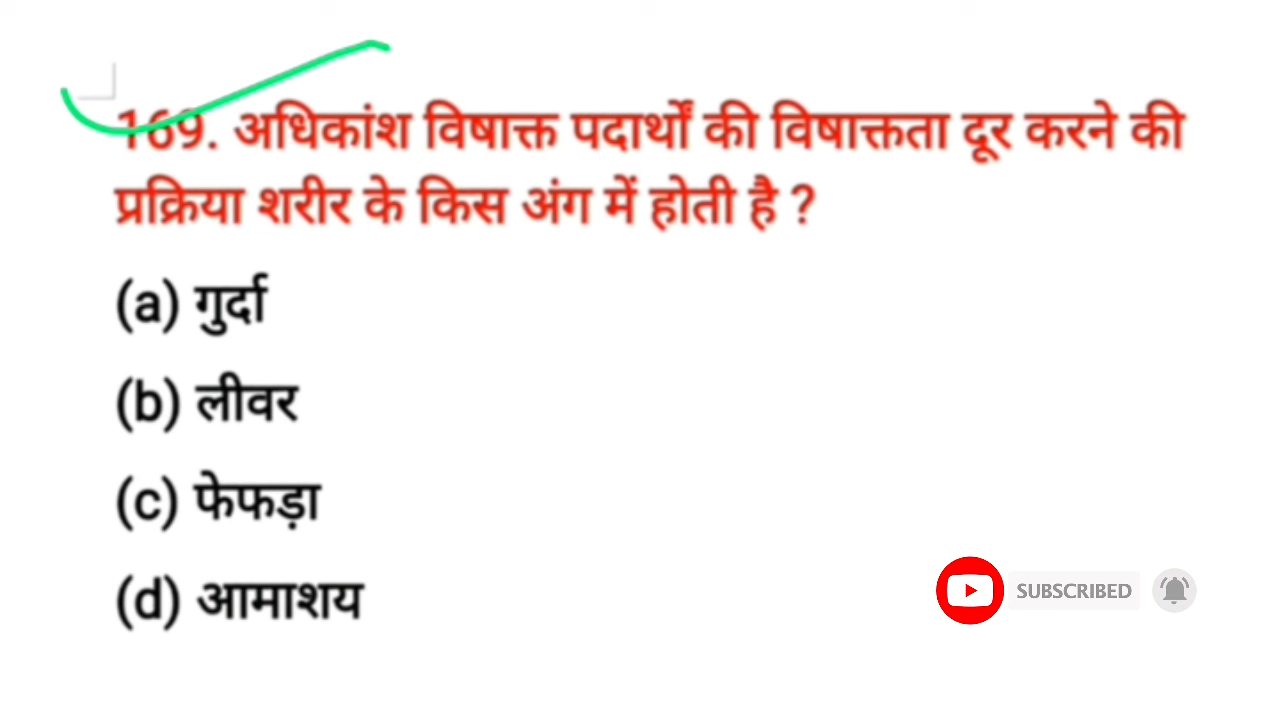 169. अधिकांश विषाक्त पदार्थों की विषाक्तता दूर करने की
प्रक्रिया शरीर के किस अंग में होती है ?
(a) गुर्दा
(b) लीवर
(c) फेफड़ा
(d) आमाशय
SUBSCRIBED